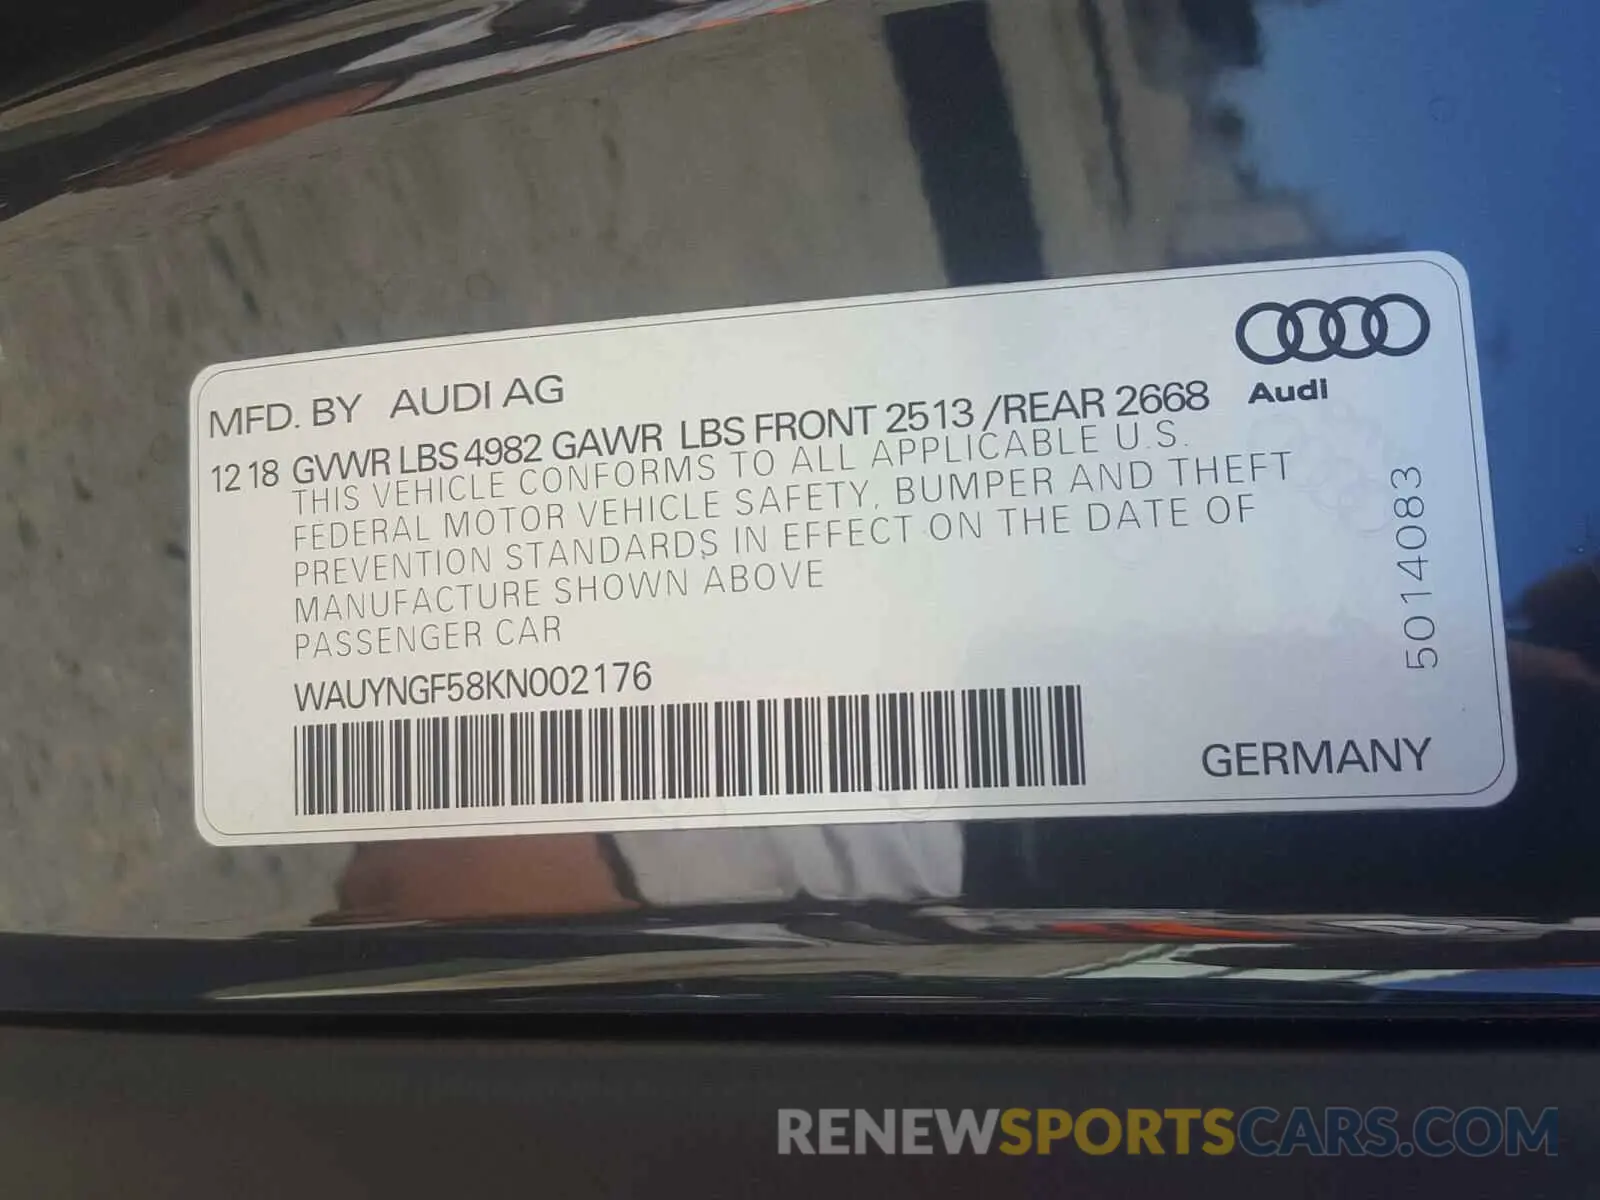 MFD. BY AUDI AG
12 18 GVWR LBS 4982 GAWR LBS FRONT 2513 /REAR 2668
THIS VEHICLE CONFORMS TO ALL APPLICABLE U.S.
FEDERAL MOTOR VEHICLE SAFETY, BUMPER AND THEFT
PREVENTION STANDARDS IN EFFECT ON THE DATE OF
MANUFACTURE SHOWN ABOVE
PASSENGER CAR
WAUYNGF58KN002176
Audi
5014083
GERMANY
RENEWSPORTSCARS.COM